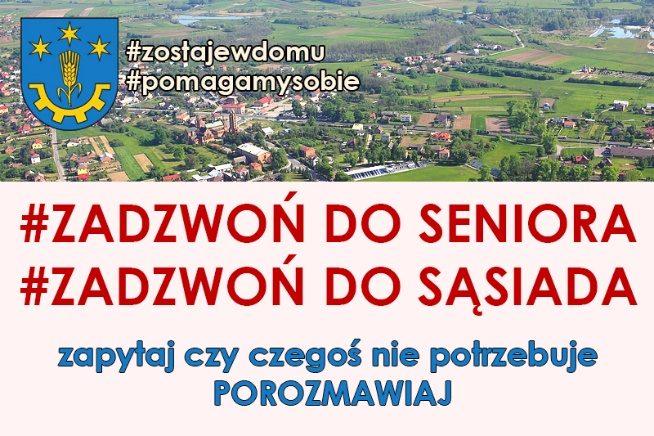 #zostajewdomu
#pomagamysobie
#ZADZWOŃ DO SENIORA
#ZADZWOŃ DO SĄSIADA
zapytaj czy czegoś nie potrzebuje
POROZMAWIAJ